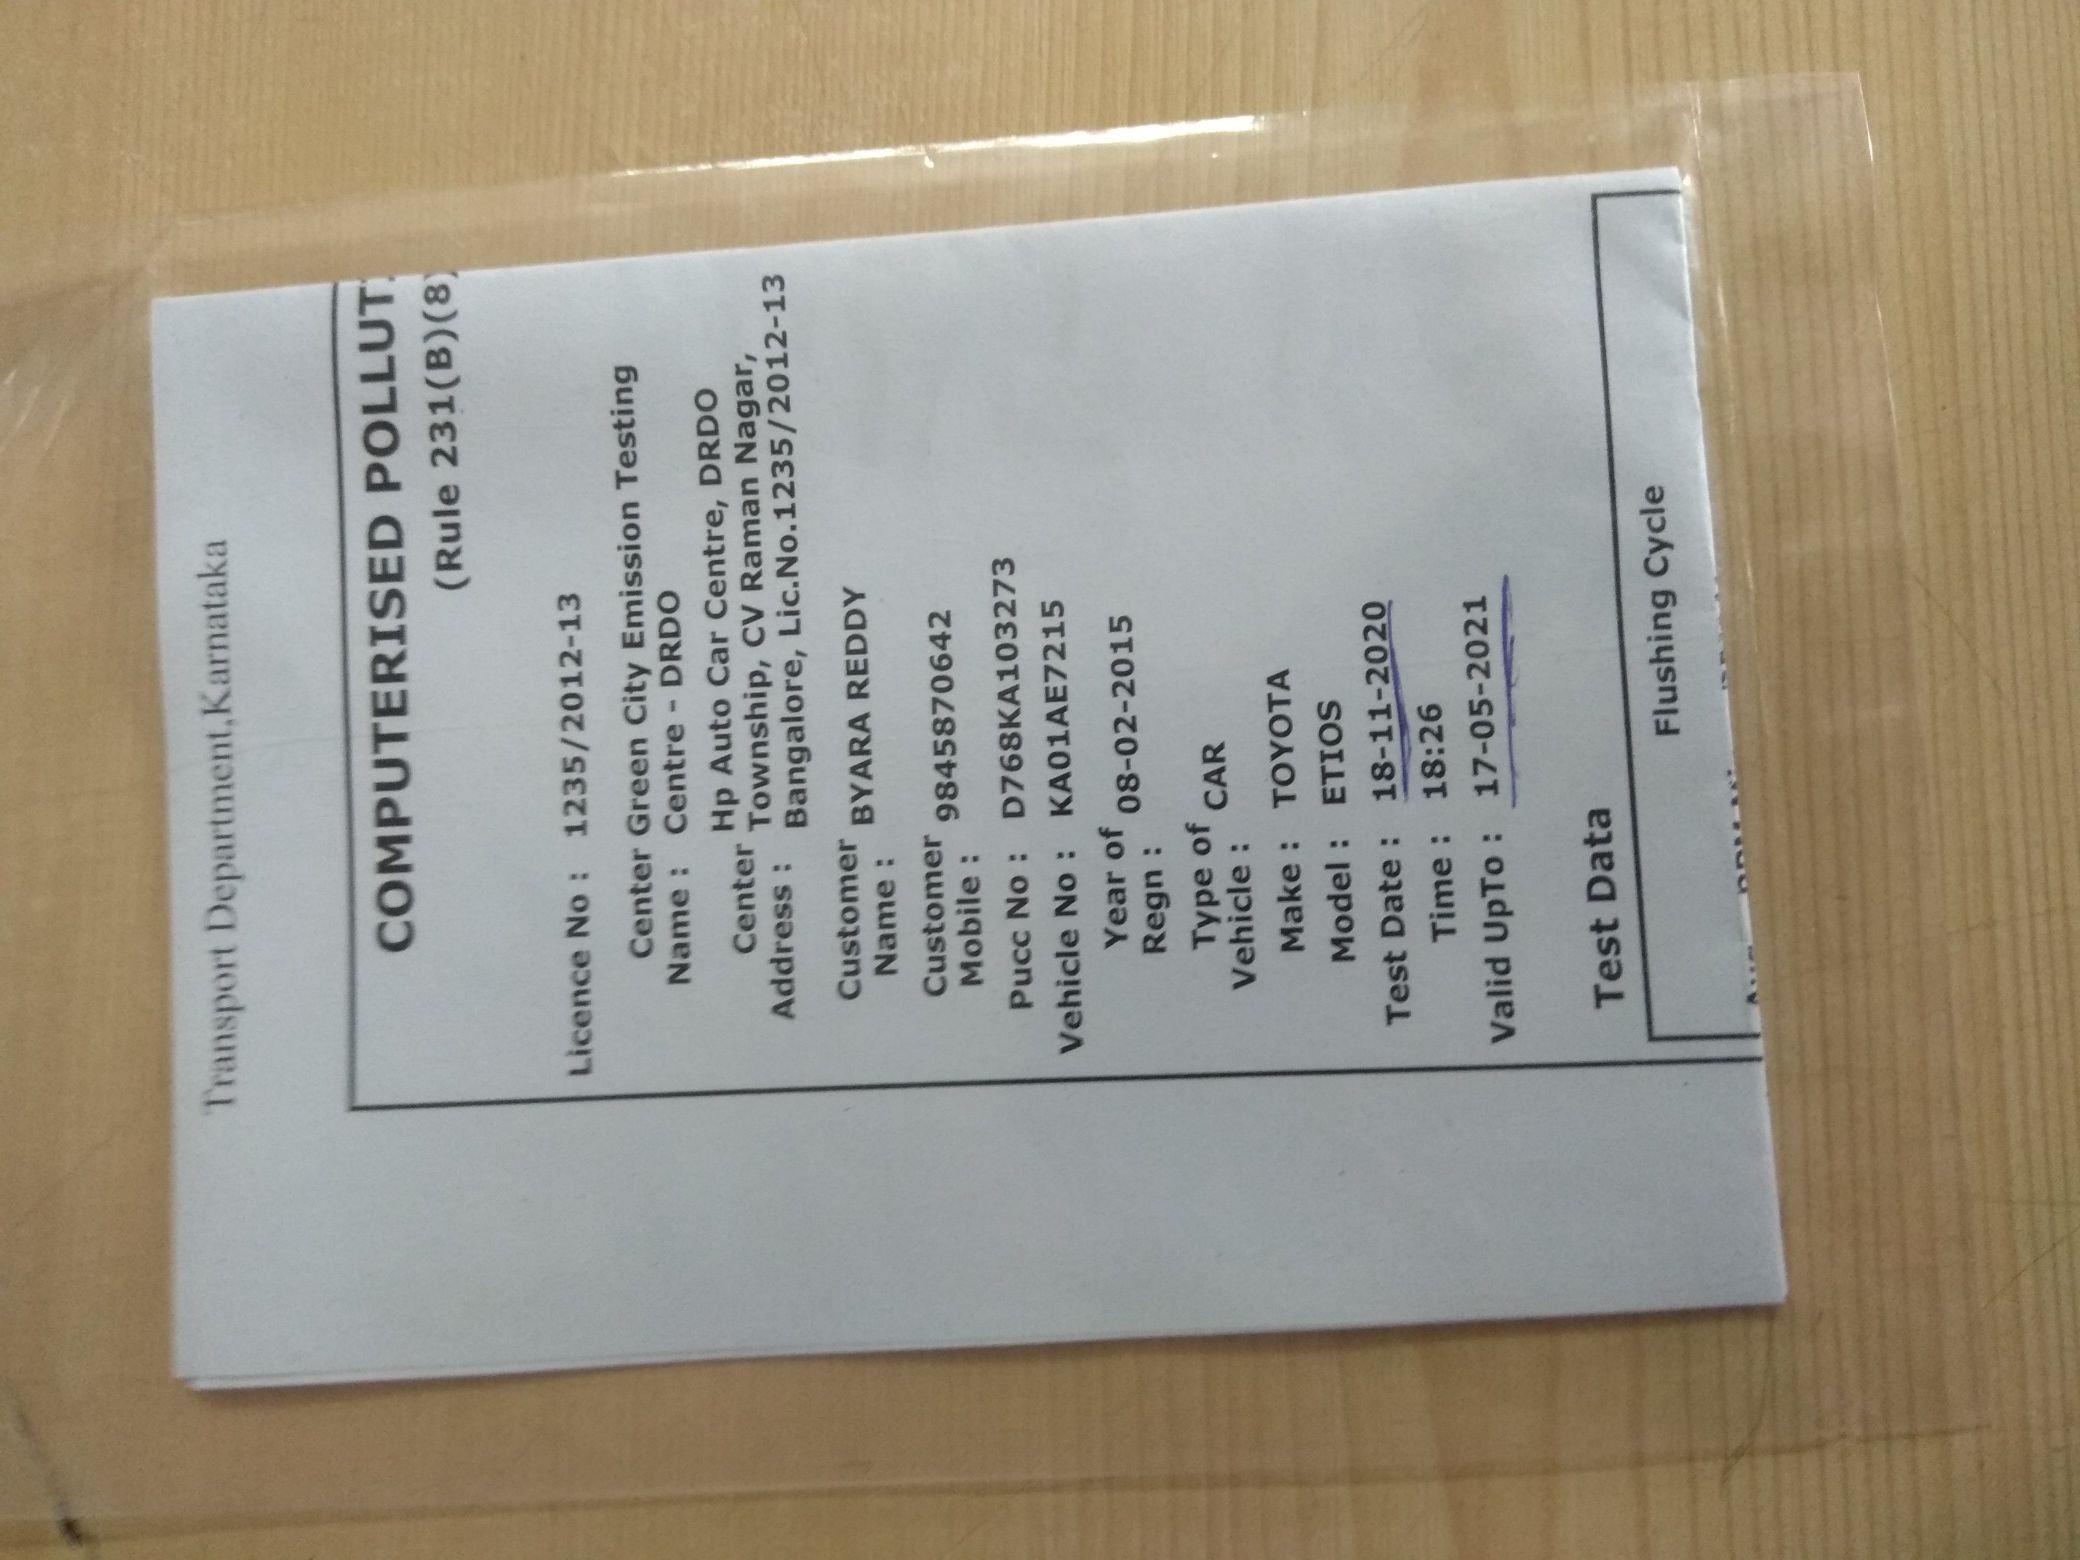 Transport Department,Karnataka
COMPUTERISED POLLUT
(Rule 231(B)(8)
Licence No : 1235/2012-13
Center Name : Green City Emission Testing
Centre - DRDO
Center Address : Hp Auto Car Centre, DRDO
Township, CV Raman Nagar,
Bangalore, Lic.No.1235/2012-13
Customer Name : BYARA REDDY
Customer Mobile : 9845870642
Pucc No : D768KA103273
Vehicle No : KA01AE7215
Year of Regn : 08-02-2015
Type of Vehicle : CAR
Make : TOYOTA
Model : ETIOS
Test Date : 18-11-2020
Time : 18:26
Valid UpTo : 17-05-2021
Test Data
Flushing Cycle